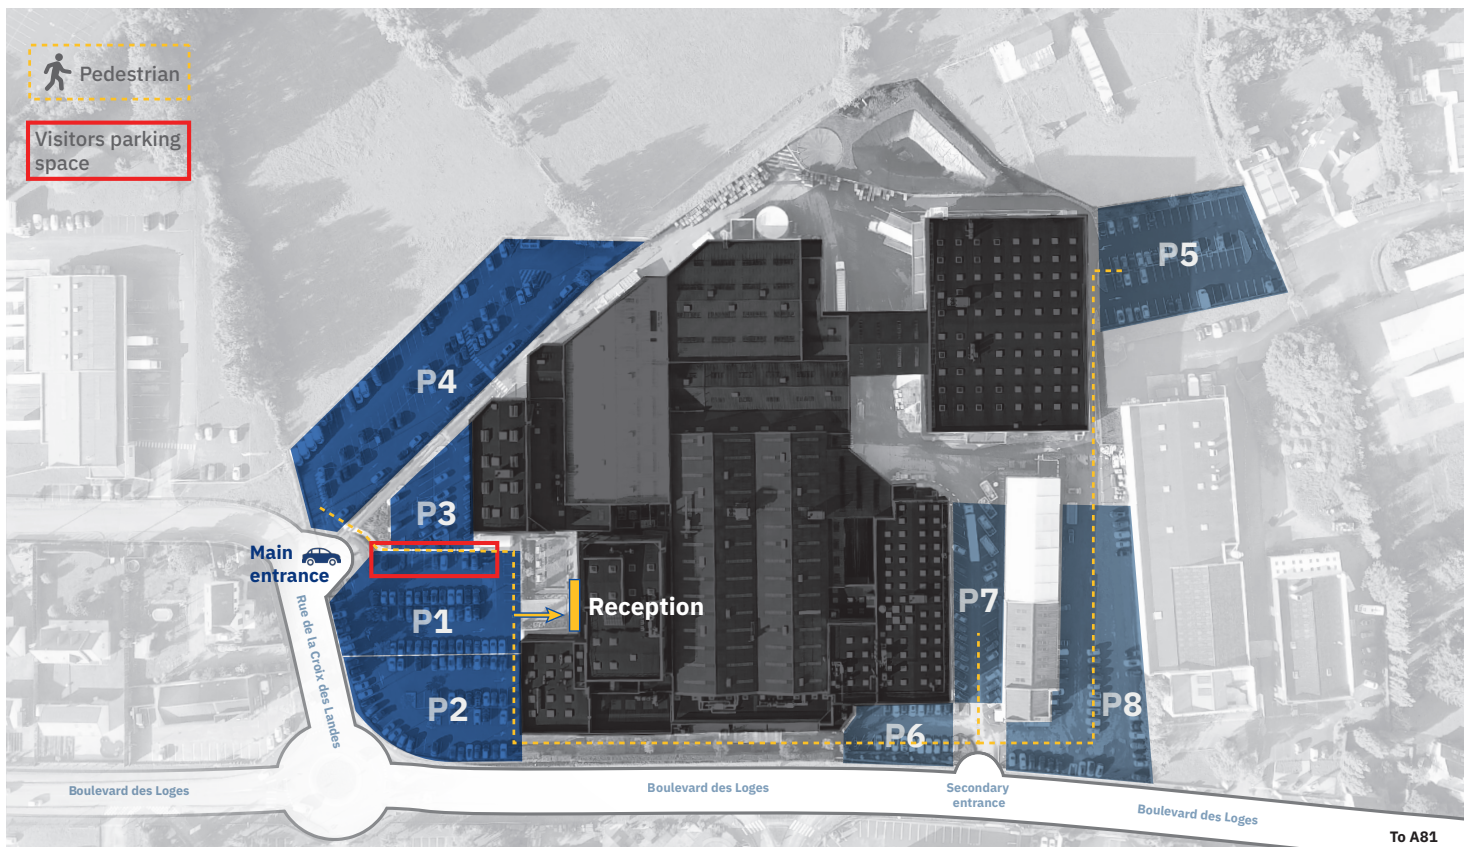 Pedestrian
Visitors parking
space
P5
P4
P3
Main
entrance
Reception
P1
P7
P2
P8
P6
Rue de la Croix des Landes
Boulevard des Loges
Boulevard des Loges
Secondary
entrance
Boulevard des Loges
To A81